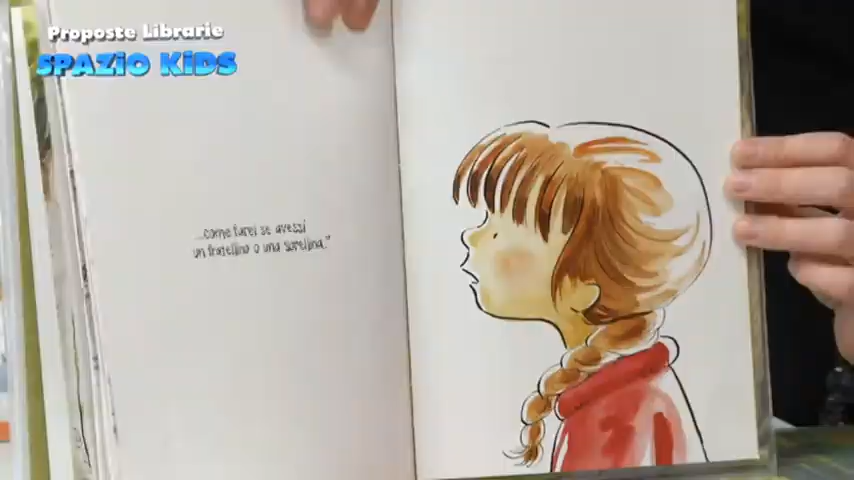 Proposte Librarie
SPAZIO KIDS
...come farei se avessi
un fratellino o una sorellina."